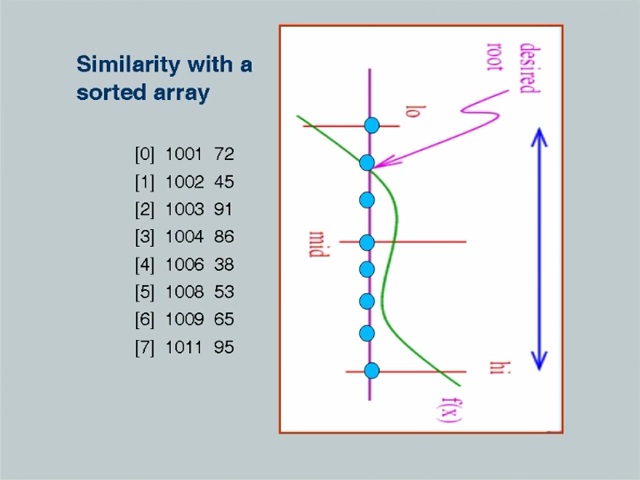 Similarity with a
sorted array
[0] 1001 72
[1] 1002 45
[2] 1003 91
[3] 1004 86
[4] 1006 38
[5] 1008 53
[6] 1009 65
[7] 1011 95
desired
root
lo
mid
hi
f(x)